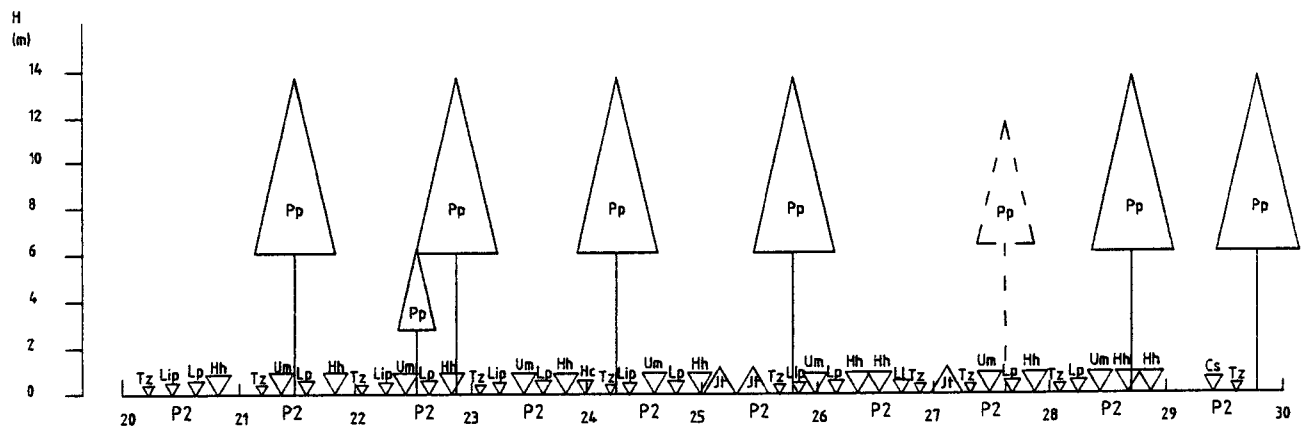 H
(m)
14
12
10
8
Pp Pp Pp Pp Pp Pp Pp
6
4
Pp
2
Tz Lip Lp Hh Tz Um Lp Hh Tz Lip Um Lp Hh Tz Lip Um Lp Hh Hc Tz Lip Um Lp Hh Jt Jt Tz Lip Um Lp Hh Hh Ll Tz Jt Tz Um Lp Hh Tz Lp Um Hh Hh Cs Tz
0
20 P2 21 P2 22 P2 23 P2 24 P2 25 P2 26 P2 27 P2 28 P2 29 P2 30